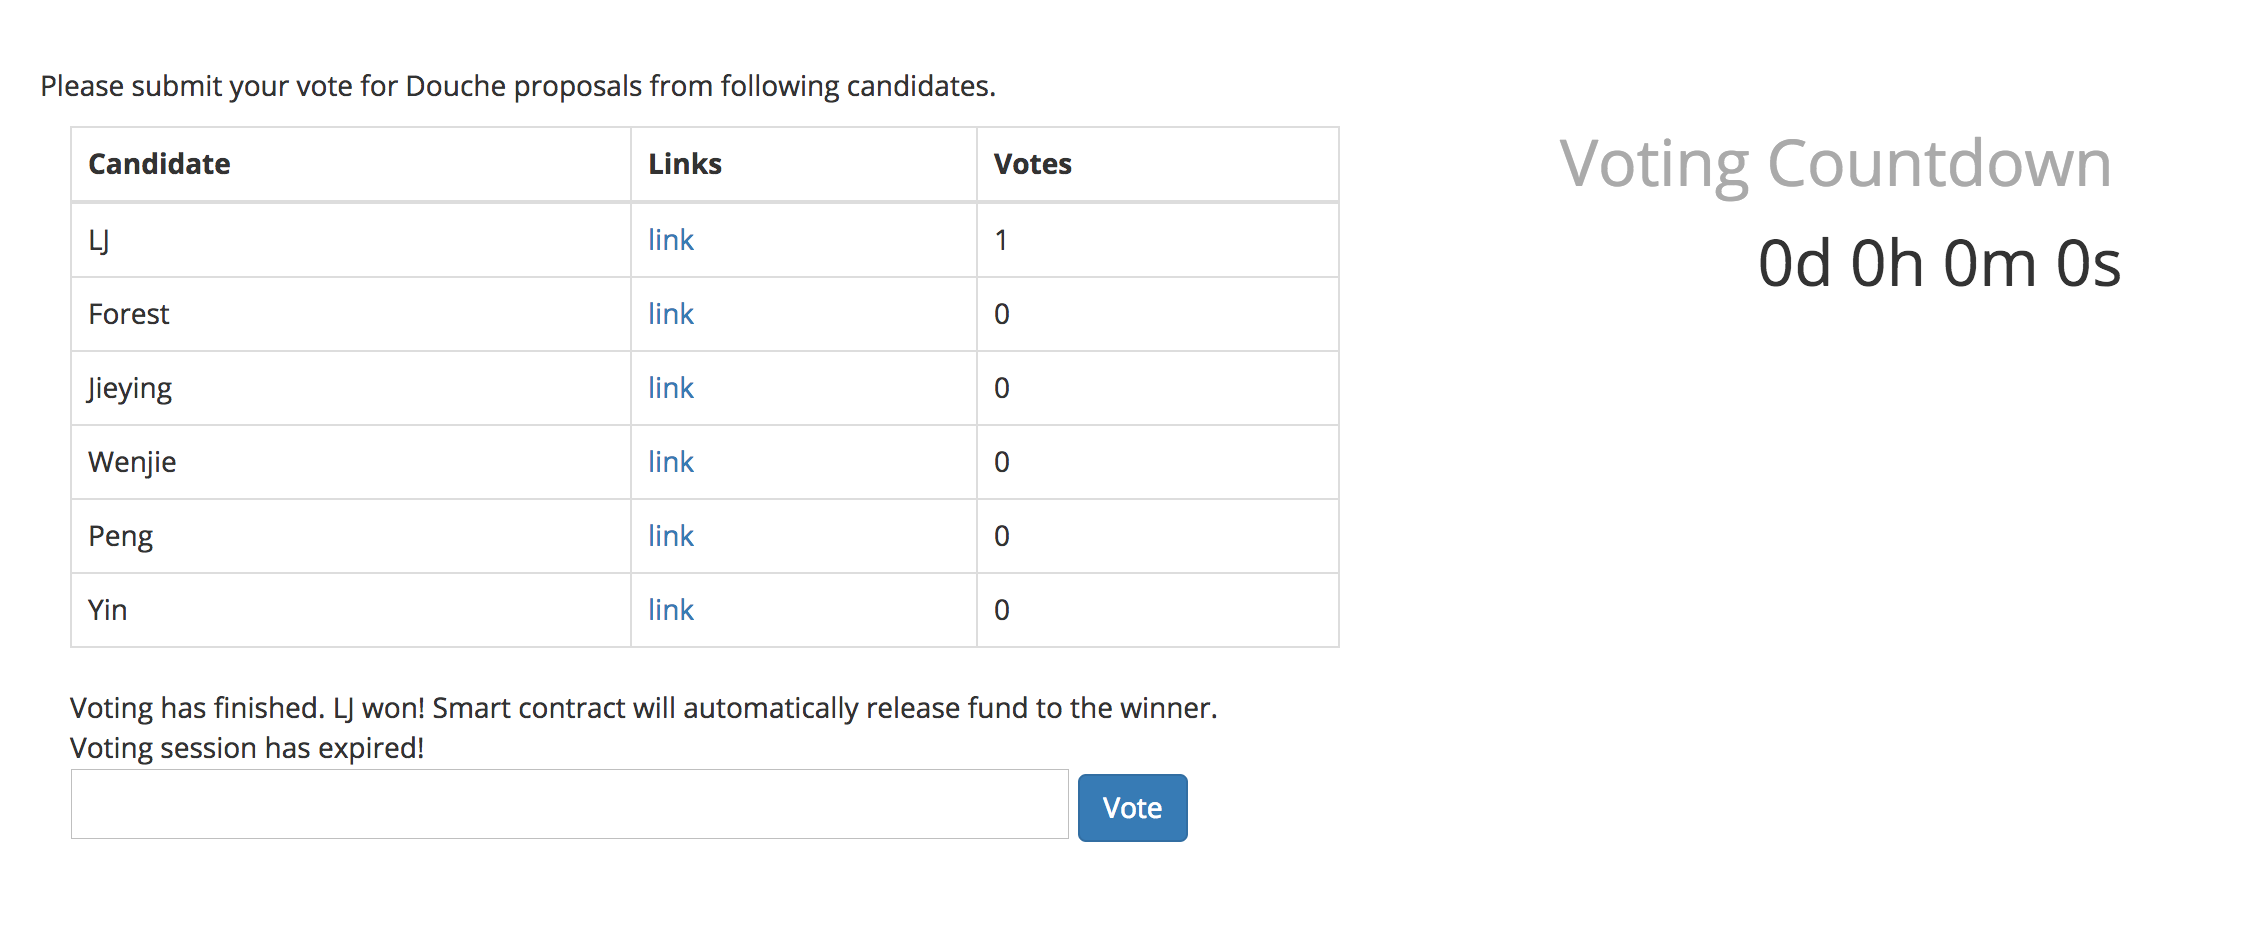 Please submit your vote for Douche proposals from following candidates.
Voting Countdown
0d 0h 0m 0s
Candidate Links Votes
LJ link 1
Forest link 0
Jieying link 0
Wenjie link 0
Peng link 0
Yin link 0
Voting has finished. LJ won! Smart contract will automatically release fund to the winner.
Voting session has expired!
Vote